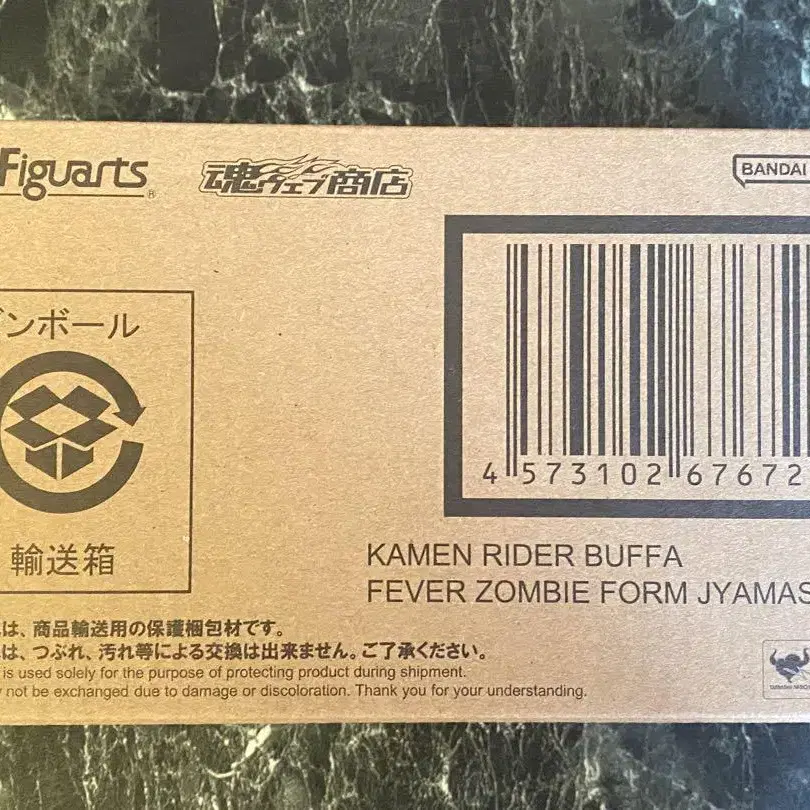 Figuarts
魂ウェブ商店
BANDAI
ンボール
輸送箱
4 573102 67672
KAMEN RIDER BUFFA
FEVER ZOMBIE FORM JYAMAS
は、商品輸送用の保護梱包材です。
は、つぶれ、汚れ等による交換は出来ません。ご了承ください。
is used solely for the purpose of protecting product during shipment.
y not be exchanged due to damage or discoloration. Thank you for your understanding.